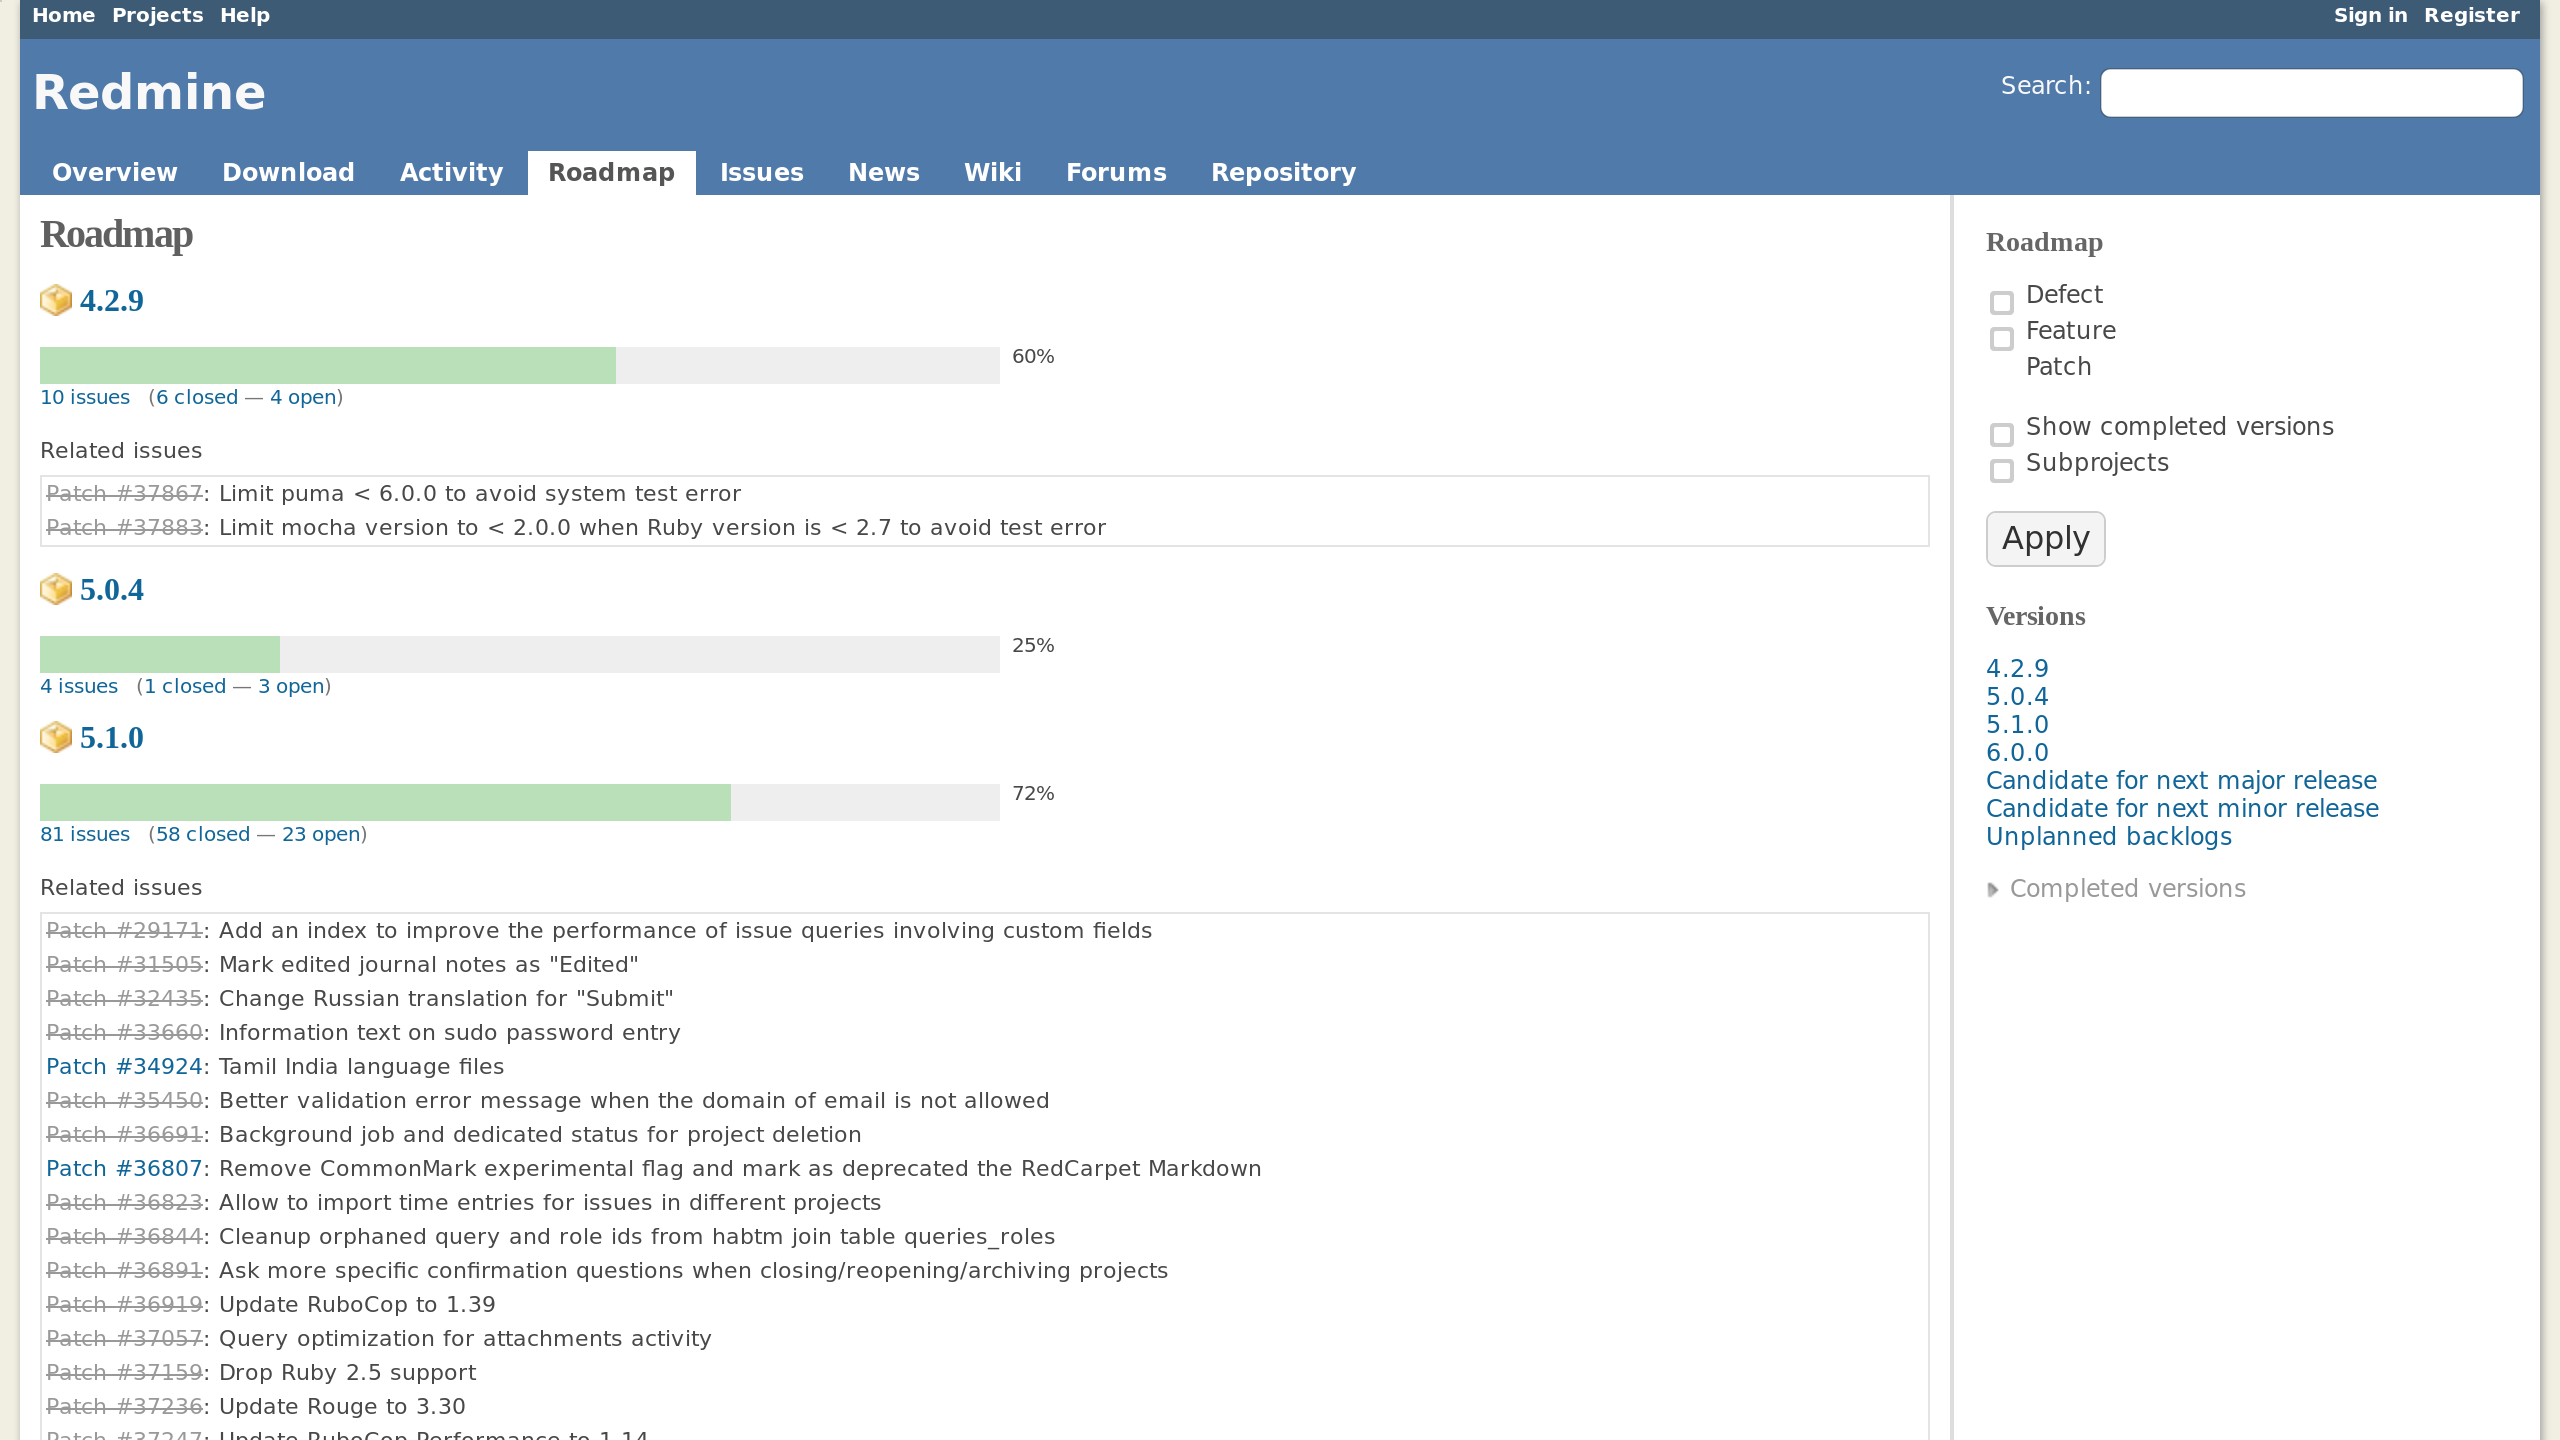 Home Projects Help Sign in Register
Redmine
Search:
Overview Download Activity Roadmap Issues News Wiki Forums Repository
Roadmap
4.2.9
60%
10 issues (6 closed — 4 open)
Related issues
Patch #37867: Limit puma < 6.0.0 to avoid system test error
Patch #37883: Limit mocha version to < 2.0.0 when Ruby version is < 2.7 to avoid test error
5.0.4
25%
4 issues (1 closed — 3 open)
5.1.0
72%
81 issues (58 closed — 23 open)
Related issues
Patch #29171: Add an index to improve the performance of issue queries involving custom fields
Patch #31505: Mark edited journal notes as "Edited"
Patch #32435: Change Russian translation for "Submit"
Patch #33660: Information text on sudo password entry
Patch #34924: Tamil India language files
Patch #35450: Better validation error message when the domain of email is not allowed
Patch #36691: Background job and dedicated status for project deletion
Patch #36807: Remove CommonMark experimental flag and mark as deprecated the RedCarpet Markdown
Patch #36823: Allow to import time entries for issues in different projects
Patch #36844: Cleanup orphaned query and role ids from habtm join table queries_roles
Patch #36891: Ask more specific confirmation questions when closing/reopening/archiving projects
Patch #36919: Update RuboCop to 1.39
Patch #37057: Query optimization for attachments activity
Patch #37159: Drop Ruby 2.5 support
Patch #37236: Update Rouge to 3.30
Patch #37247: Update RuboCop Performance to 1.14
Roadmap
Defect
Feature
Patch
Show completed versions
Subprojects
Apply
Versions
4.2.9
5.0.4
5.1.0
6.0.0
Candidate for next major release
Candidate for next minor release
Unplanned backlogs
Completed versions